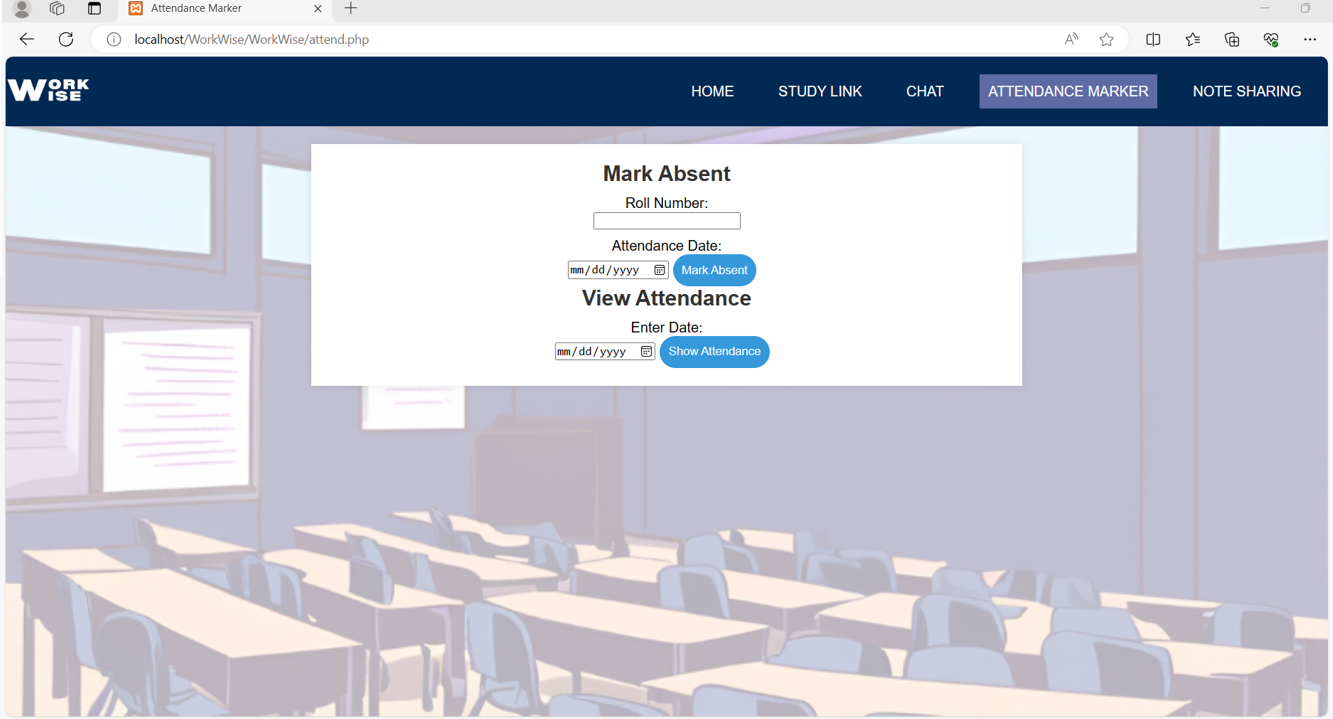 Attendance Marker
localhost/WorkWise/WorkWise/attend.php
WORK
ISE
HOME STUDY LINK CHAT ATTENDANCE MARKER NOTE SHARING
Mark Absent
Roll Number:
Attendance Date:
mm/dd/yyyy Mark Absent
View Attendance
Enter Date:
mm/dd/yyyy Show Attendance